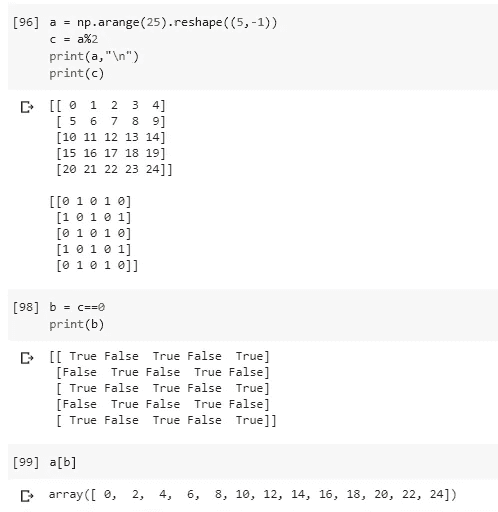 [96] a = np.arange(25).reshape((5,-1))
c = a%2
print(a,"\n")
print(c)
[[ 0  1  2  3  4]
[ 5  6  7  8  9]
[10 11 12 13 14]
[15 16 17 18 19]
[20 21 22 23 24]]
[[0 1 0 1 0]
[1 0 1 0 1]
[0 1 0 1 0]
[1 0 1 0 1]
[0 1 0 1 0]]
[98] b = c==0
print(b)
[[ True False  True False  True]
[False  True False  True False]
[ True False  True False  True]
[False  True False  True False]
[ True False  True False  True]]
[99] a[b]
array([ 0,  2,  4,  6,  8, 10, 12, 14, 16, 18, 20, 22, 24])